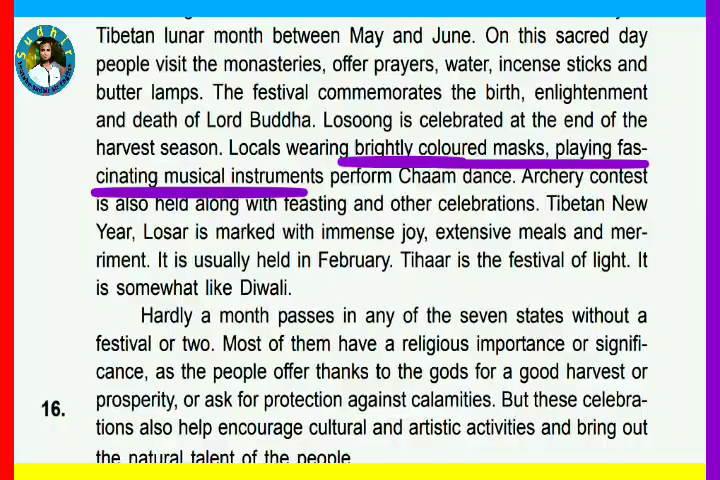 Sudhir
Tibetan lunar month between May and June. On this sacred day
people visit the monasteries, offer prayers, water, incense sticks and
butter lamps. The festival commemorates the birth, enlightenment
and death of Lord Buddha. Losoong is celebrated at the end of the
harvest season. Locals wearing brightly coloured masks, playing fas-
cinating musical instruments perform Chaam dance. Archery contest
is also held along with feasting and other celebrations. Tibetan New
Year, Losar is marked with immense joy, extensive meals and mer-
riment. It is usually held in February. Tihaar is the festival of light. It
is somewhat like Diwali.
Hardly a month passes in any of the seven states without a
festival or two. Most of them have a religious importance or signifi-
cance, as the people offer thanks to the gods for a good harvest or
16. prosperity, or ask for protection against calamities. But these celebra-
tions also help encourage cultural and artistic activities and bring out
the natural talent of the people